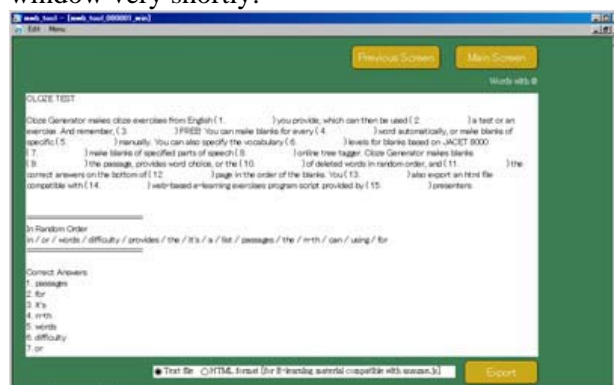 window very shortly.
mwb_tool - [mwb_tool_000001_win]
Edit Menu
Previous Screen Main Screen
Words with @
CLOZE TEST
Cloze Generator makes cloze exercises from English ( 1. ) you provide, which can then be used ( 2. ) a test or an
exercise. And remember, ( 3. ) FREE! You can make blanks for every ( 4. ) word automatically, or make blanks of
specific ( 5. ) manually. You can also specify the vocabulary ( 6. ) levels for blanks based on JACET 8000
( 7. ) make blanks of specified parts of speech ( 8. ) online tree tagger. Cloze Generator makes blanks
( 9. ) the passage, provides word choice, or the ( 10. ) of deleted words in random order, and ( 11. ) the
correct answers on the bottom of ( 12. ) page in the order of the blanks. You ( 13. ) also export an html file
compatible with ( 14. ) web-based e-learning exercises program script provided by ( 15. ) presenters.
In Random Order
in / or / words / difficulty / provides / the / it's / a / list / passages / the / n-th / can / using / for
Correct Answers
1. passages
2. for
3. it's
4. n-th
5. words
6. difficulty
7. or
Text file HTML format [for E-learning material compatible with
Export